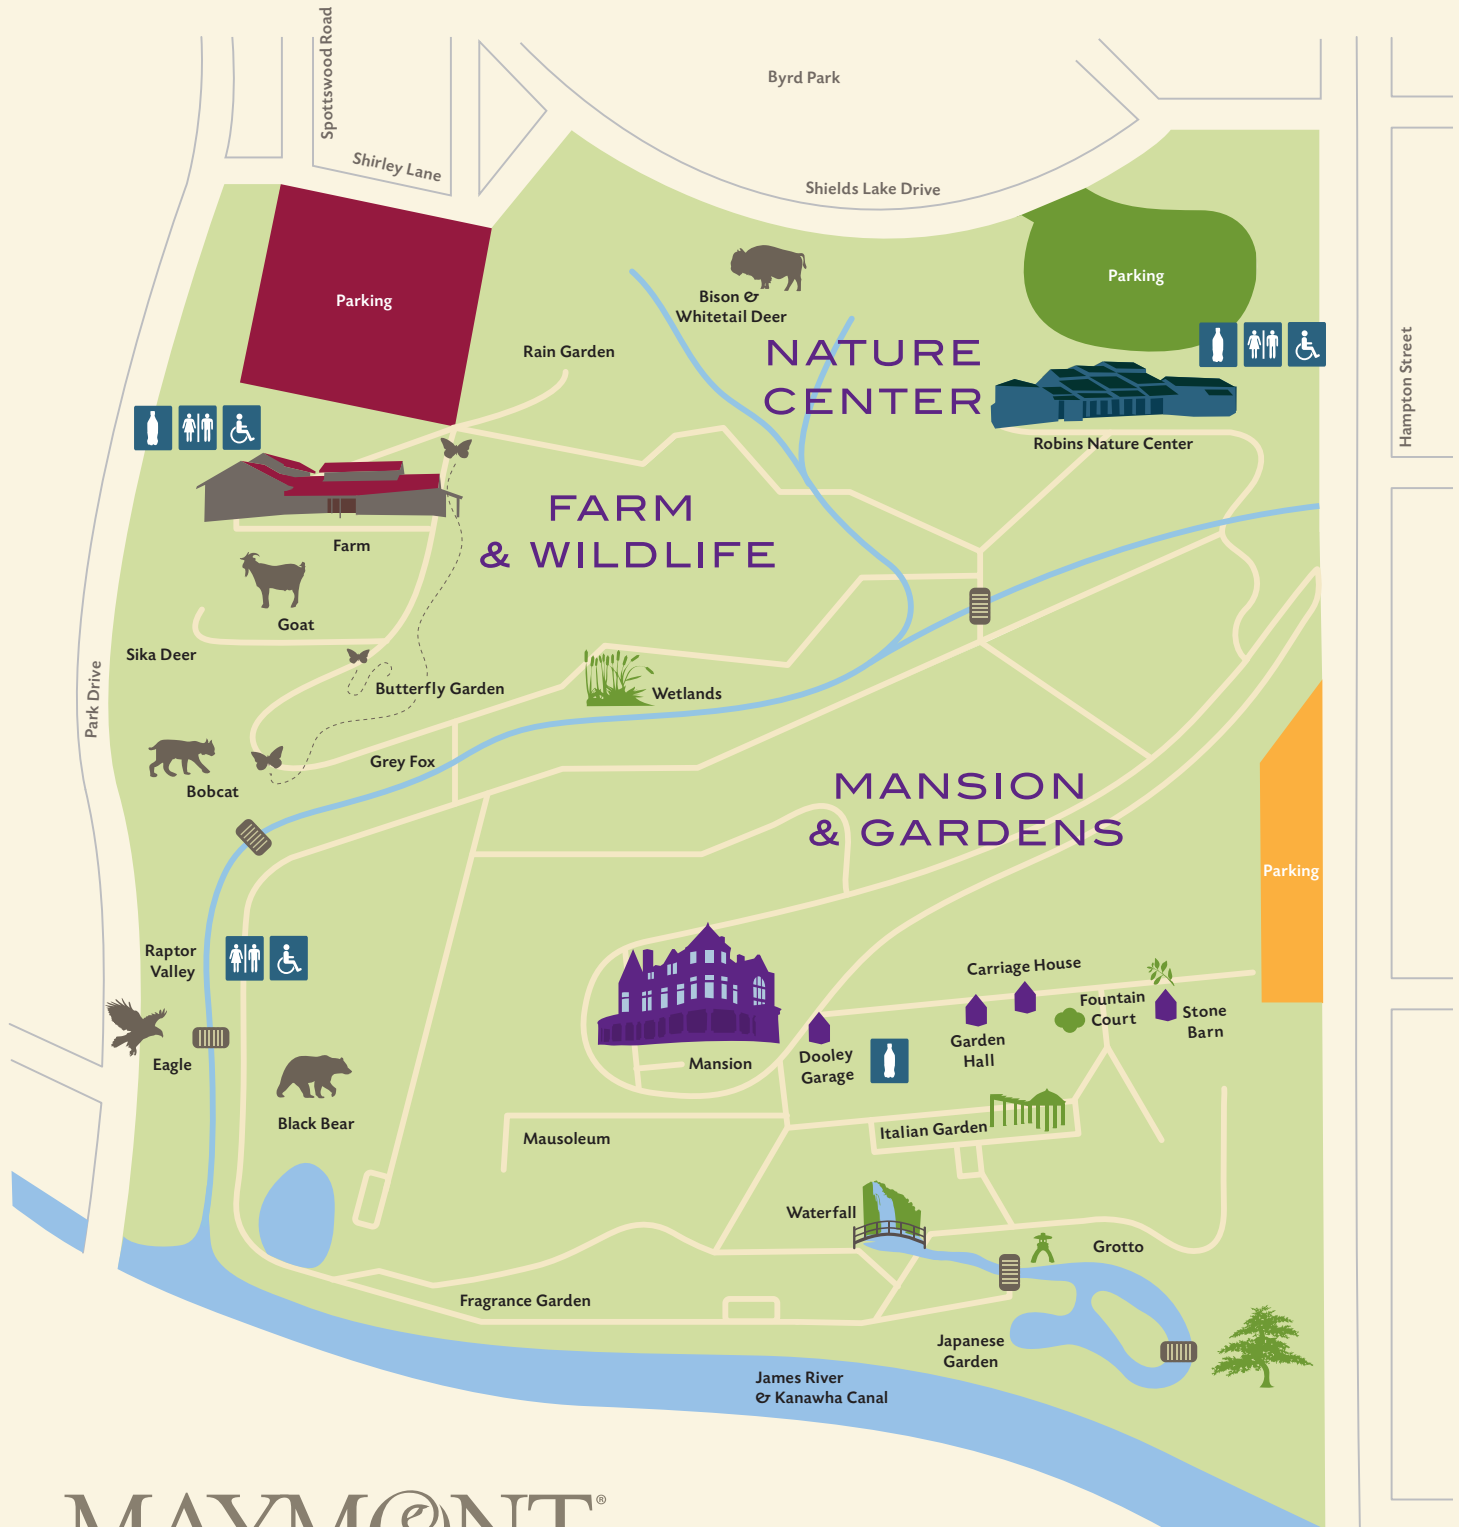 Spottswood Road
Byrd Park
Shirley Lane
Shields Lake Drive
Parking
Parking
Bison &
Whitetail Deer
Rain Garden
NATURE
CENTER
Hampton Street
Robins Nature Center
FARM
& WILDLIFE
Farm
Goat
Sika Deer
Park Drive
Butterfly Garden
Wetlands
Grey Fox
Bobcat
MANSION
& GARDENS
Parking
Raptor
Valley
Eagle
Black Bear
Mansion
Dooley
Garage
Carriage House
Garden
Hall
Fountain
Court
Stone
Barn
Mausoleum
Italian Garden
Waterfall
Grotto
Fragrance Garden
Japanese
Garden
James River
& Kanawha Canal
MAYMONT®